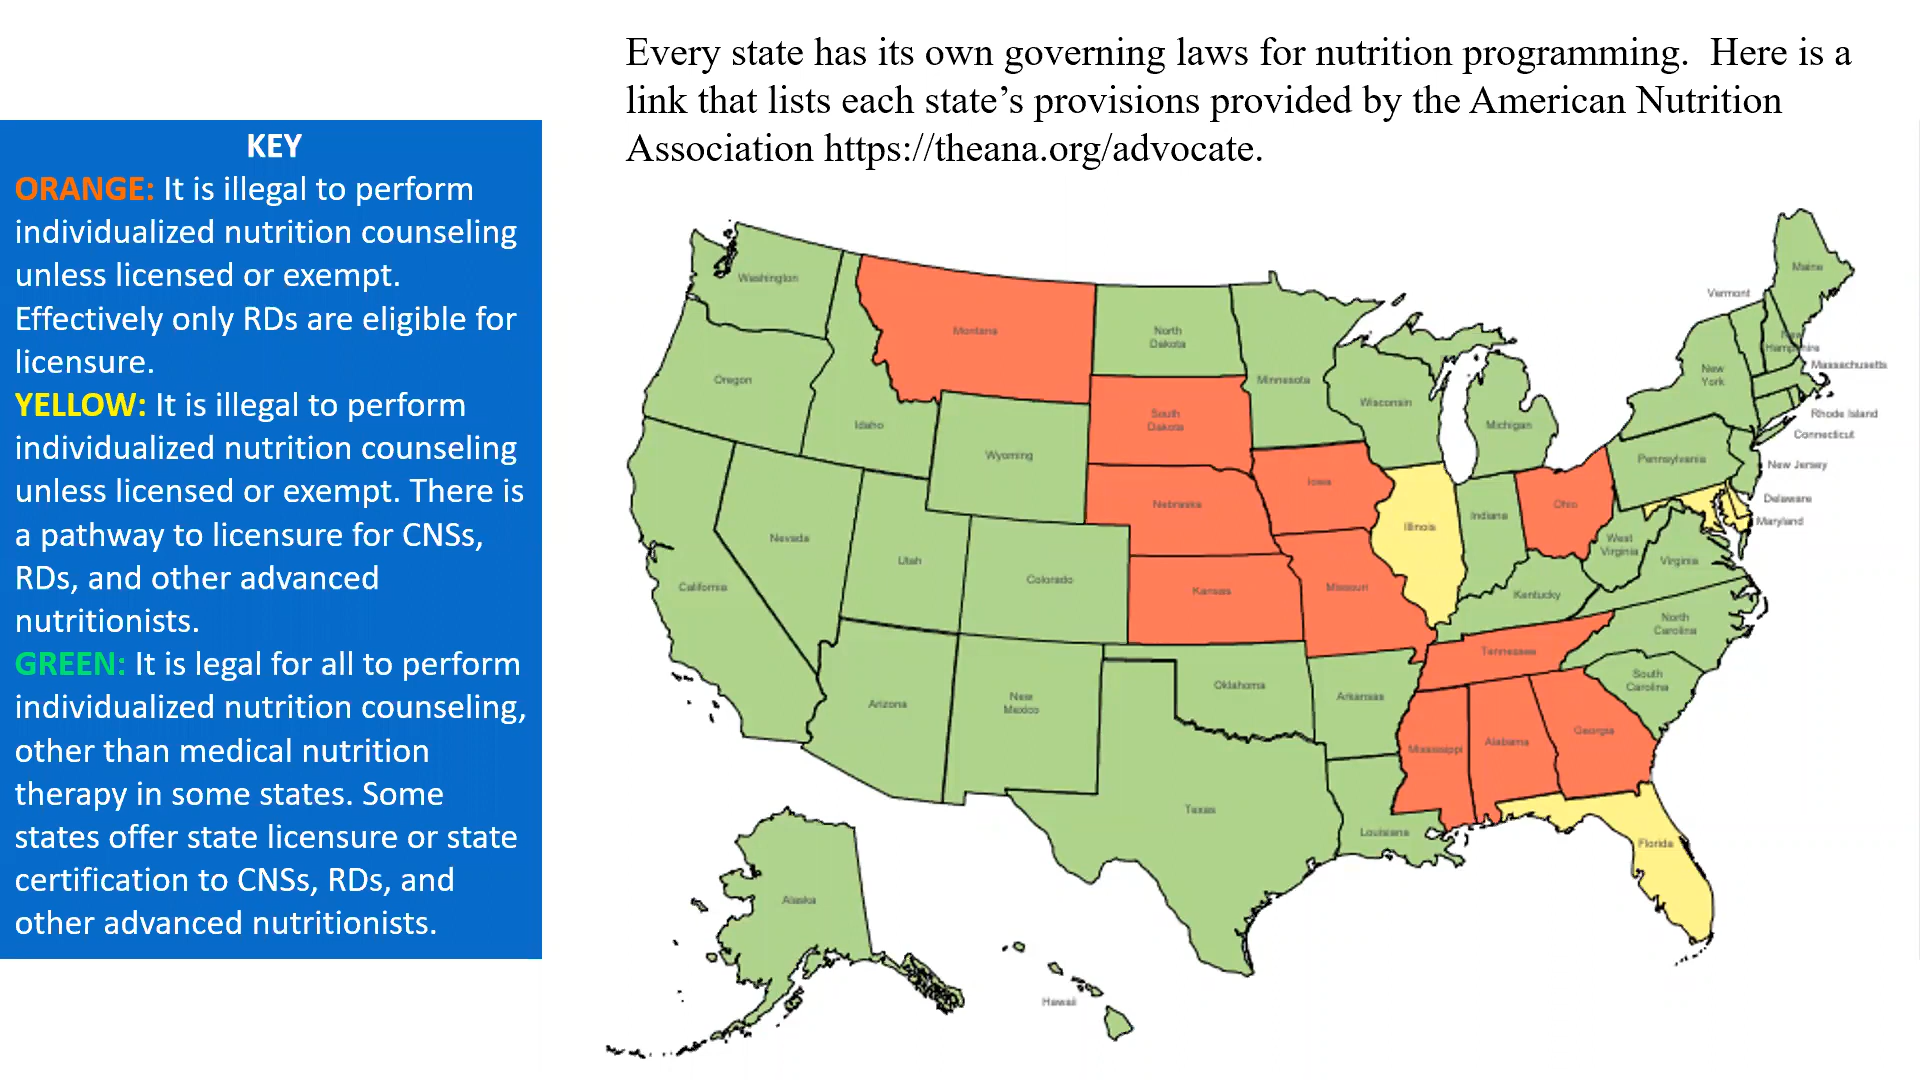 Every state has its own governing laws for nutrition programming.  Here is a
link that lists each state’s provisions provided by the American Nutrition
Association https://theana.org/advocate.
KEY
ORANGE: It is illegal to perform
individualized nutrition counseling
unless licensed or exempt.
Effectively only RDs are eligible for
licensure.
YELLOW: It is illegal to perform
individualized nutrition counseling
unless licensed or exempt. There is
a pathway to licensure for CNSs,
RDs, and other advanced
nutritionists.
GREEN: It is legal for all to perform
individualized nutrition counseling,
other than medical nutrition
therapy in some states. Some
states offer state licensure or state
certification to CNSs, RDs, and
other advanced nutritionists.
Washington
Oregon
California
Nevada
Idaho
Montana
Wyoming
Utah
Colorado
Arizona
New
Mexico
North
Dakota
South
Dakota
Nebraska
Kansas
Oklahoma
Texas
Minnesota
Iowa
Missouri
Arkansas
Louisiana
Wisconsin
Illinois
Michigan
Indiana
Ohio
Kentucky
Tennessee
Mississippi
Alabama
Georgia
Florida
South
Carolina
North
Carolina
Virginia
West
Virginia
Pennsylvania
New
York
Vermont
New
Hampshire
Maine
Massachusetts
Rhode Island
Connecticut
New Jersey
Delaware
Maryland
Alaska
Hawaii